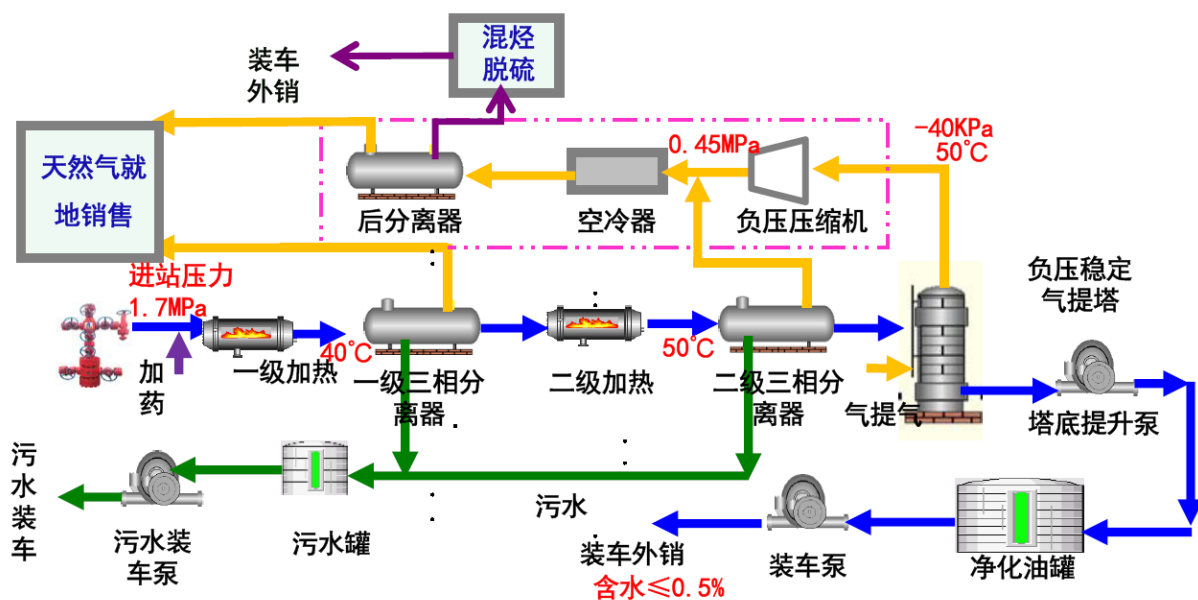 混烃
脱硫
装车
外销
天然气就
地销售
0.45MPa
-40KPa
50℃
后分离器
空冷器
负压压缩机
进站压力
1.7MPa
负压稳定
气提塔
加
药
一级加热
40℃
一级三相分
离器
二级加热
50℃
二级三相分
离器
气提气
塔底提升泵
污
水
装
车
污水装
车泵
污水罐
污水
装车外销
含水≤0.5%
装车泵
净化油罐